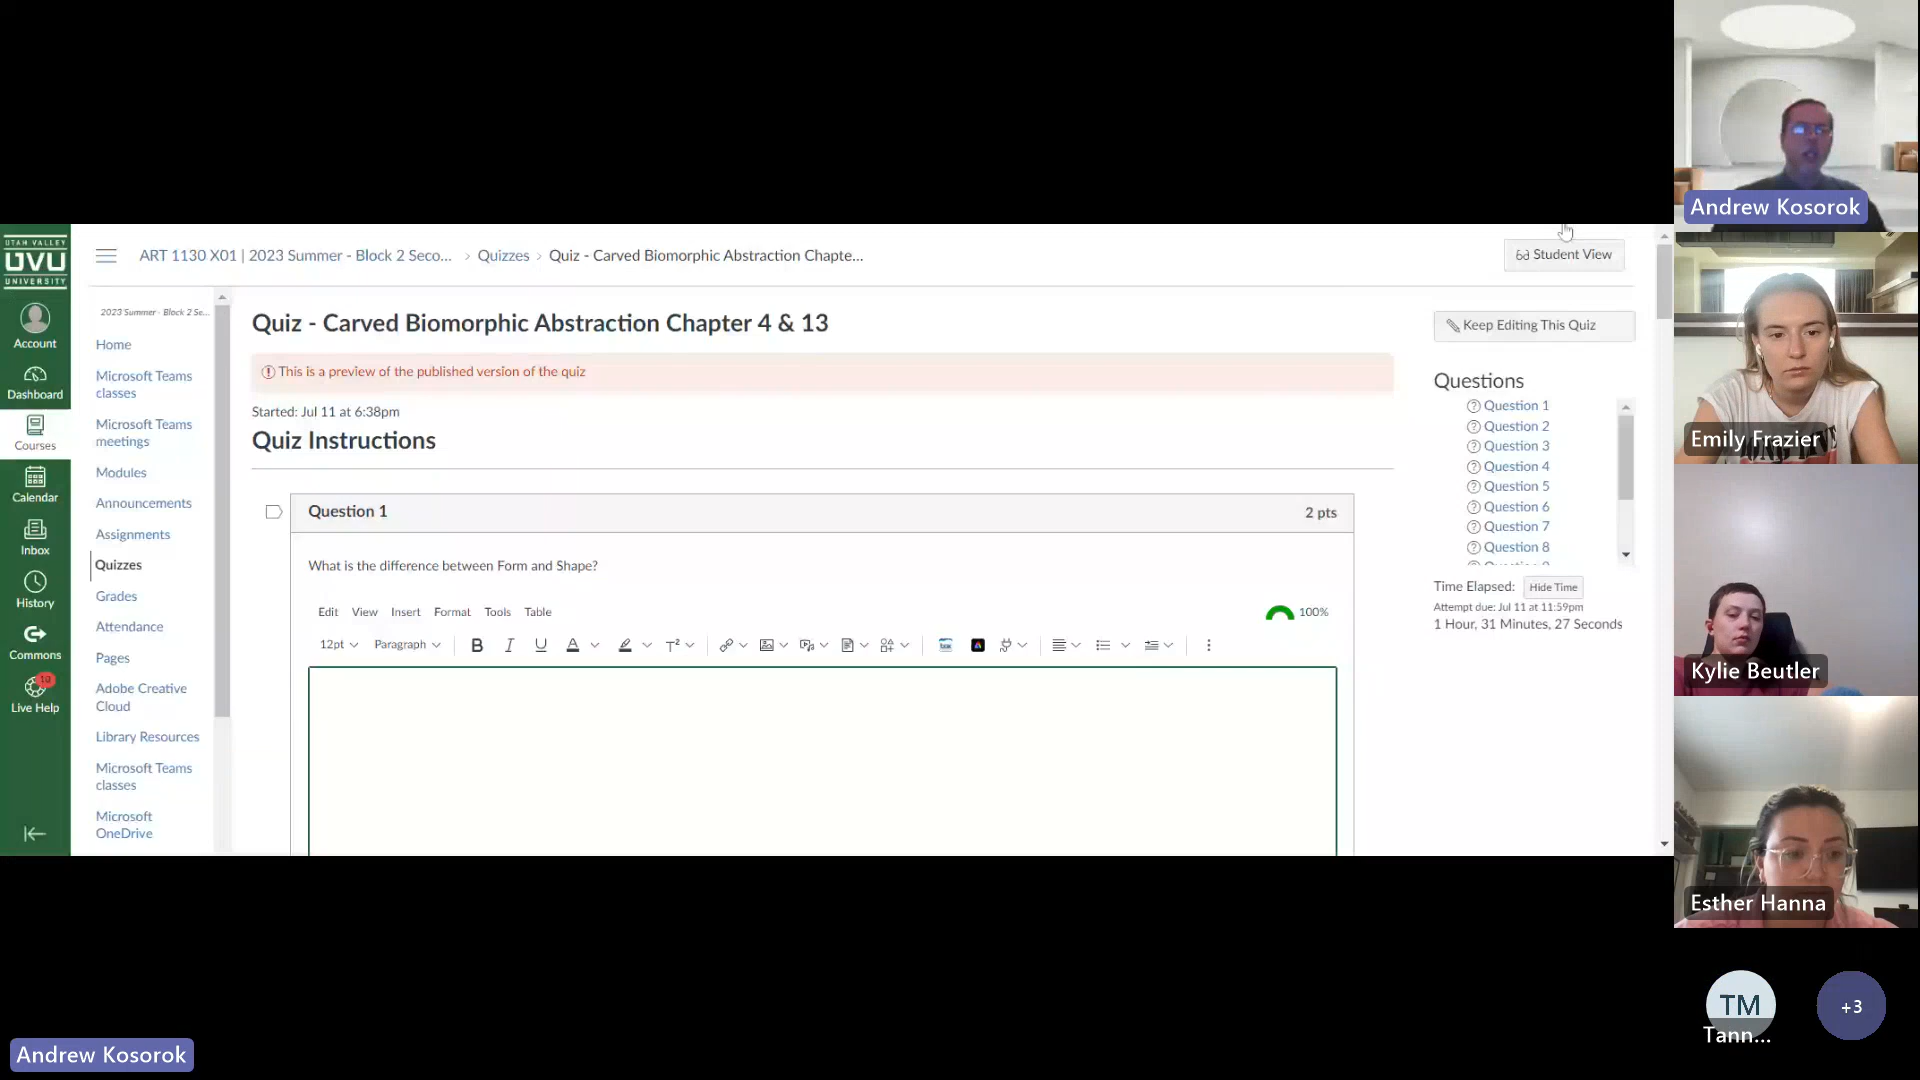 UTAH VALLEY
UVU
UNIVERSITY
Account
Dashboard
Courses
Calendar
Inbox
History
Commons
10
Live Help
ART 1130 X01 | 2023 Summer - Block 2 Seco... > Quizzes > Quiz - Carved Biomorphic Abstraction Chapte...
Student View
2023 Summer - Block 2 Se...
Home
Microsoft Teams
classes
Microsoft Teams
meetings
Modules
Announcements
Assignments
Quizzes
Grades
Attendance
Pages
Adobe Creative
Cloud
Library Resources
Microsoft Teams
classes
Microsoft
OneDrive
Quiz - Carved Biomorphic Abstraction Chapter 4 & 13
This is a preview of the published version of the quiz
Started: Jul 11 at 6:38pm
Quiz Instructions
Question 1
2 pts
What is the difference between Form and Shape?
Edit View Insert Format Tools Table
100%
12pt Paragraph B I U A T²
Keep Editing This Quiz
Questions
Question 1
Question 2
Question 3
Question 4
Question 5
Question 6
Question 7
Question 8
Time Elapsed: Hide Time
Attempt due: Jul 11 at 11:59pm
1 Hour, 31 Minutes, 27 Seconds
Andrew Kosorok
Emily Frazier
Kylie Beutler
Esther Hanna
TM
Tann...
+3
Andrew Kosorok